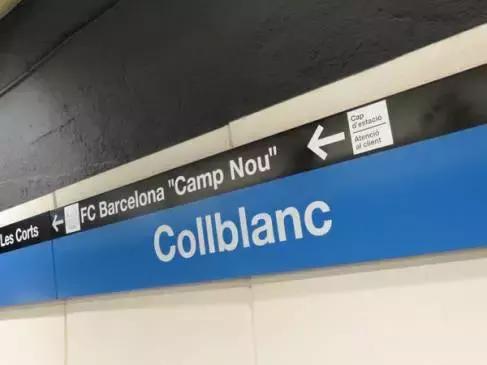 Les Corts
FC Barcelona "Camp Nou"
Cap
d'estació
Atenció
al client
Collblanc